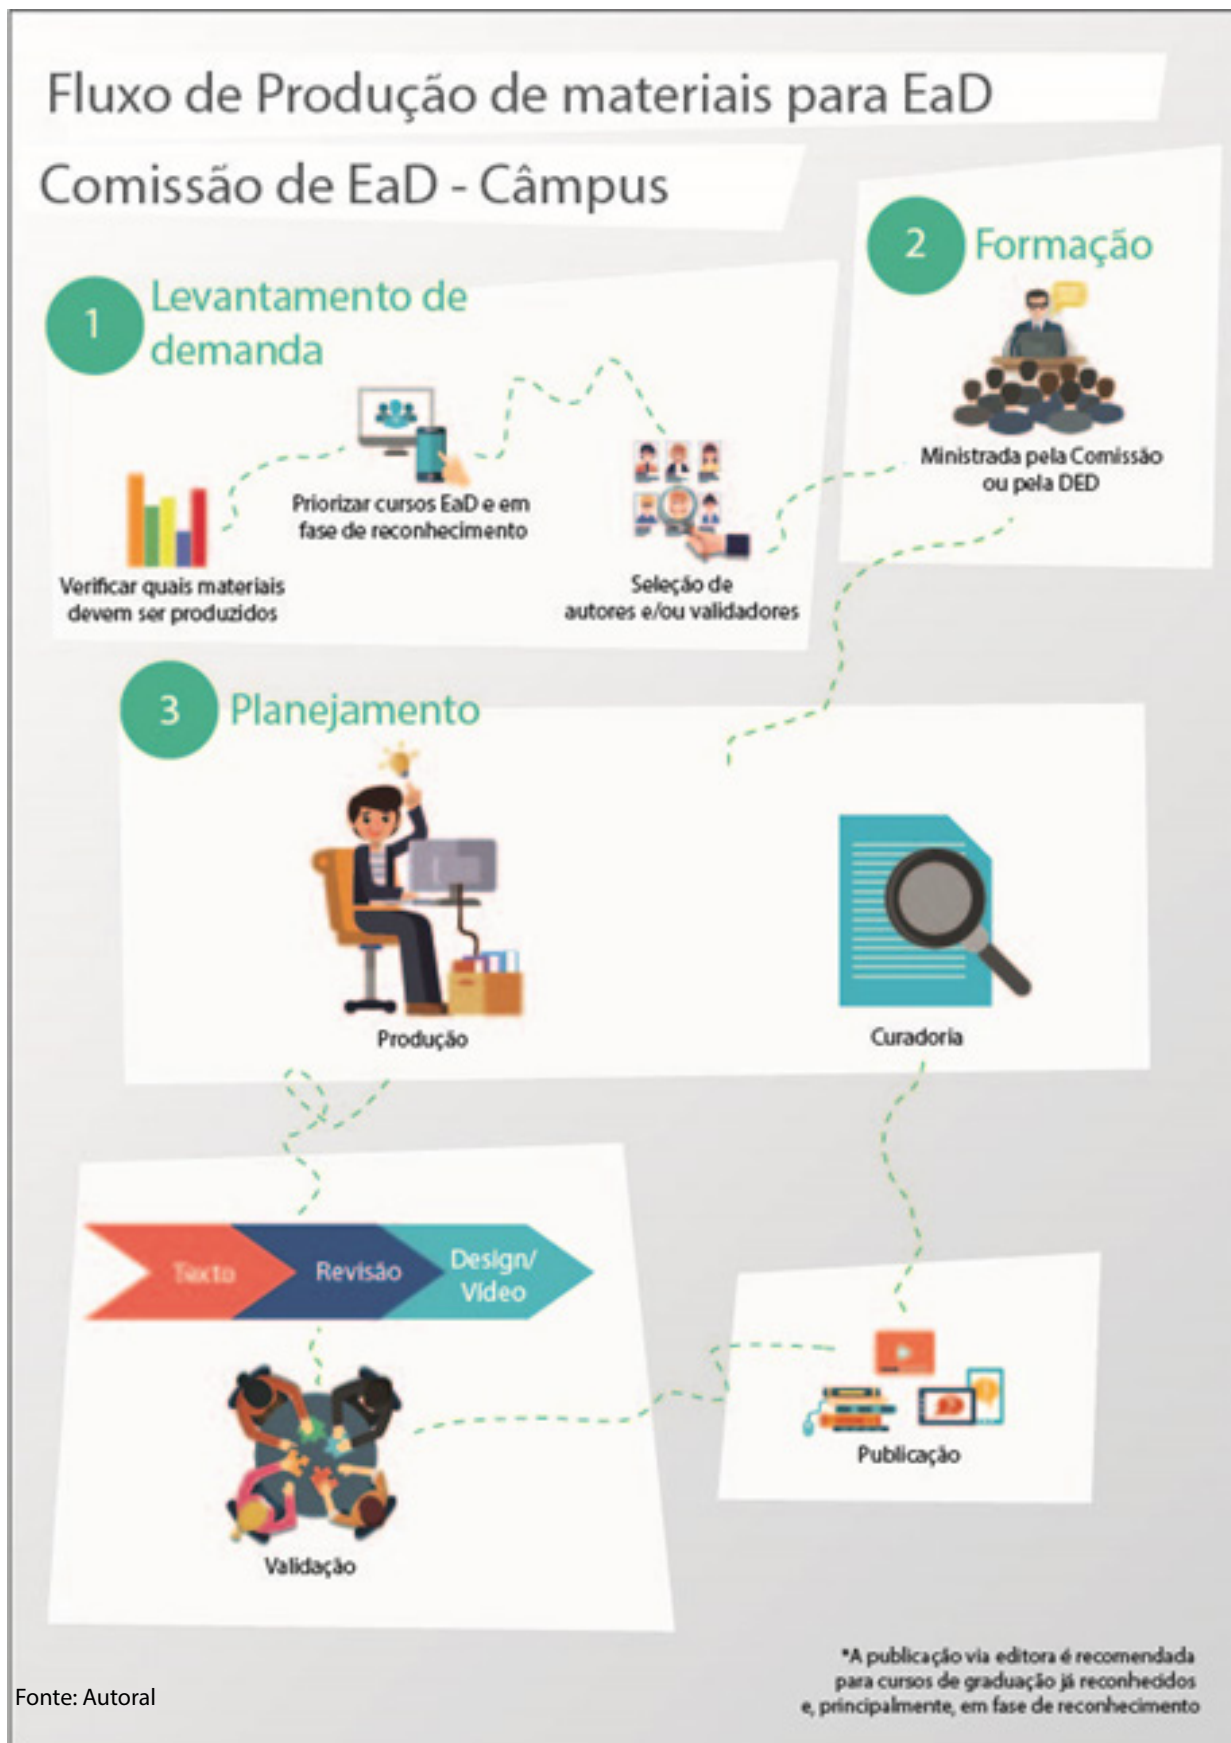 Fluxo de Produção de materiais para EaD
Comissão de EaD - Câmpus
1
Levantamento de
demanda
Verificar quais materiais
devem ser produzidos
Priorizar cursos EaD e em
fase de reconhecimento
Seleção de
autores e/ou validadores
2
Formação
Ministrada pela Comissão
ou pela DED
3
Planejamento
Produção
Curadoria
Texto
Revisão
Design/
Vídeo
Validação
Publicação
*A publicação via editora é recomendada
para cursos de graduação já reconhecidos
e, principalmente, em fase de reconhecimento
Fonte: Autoral